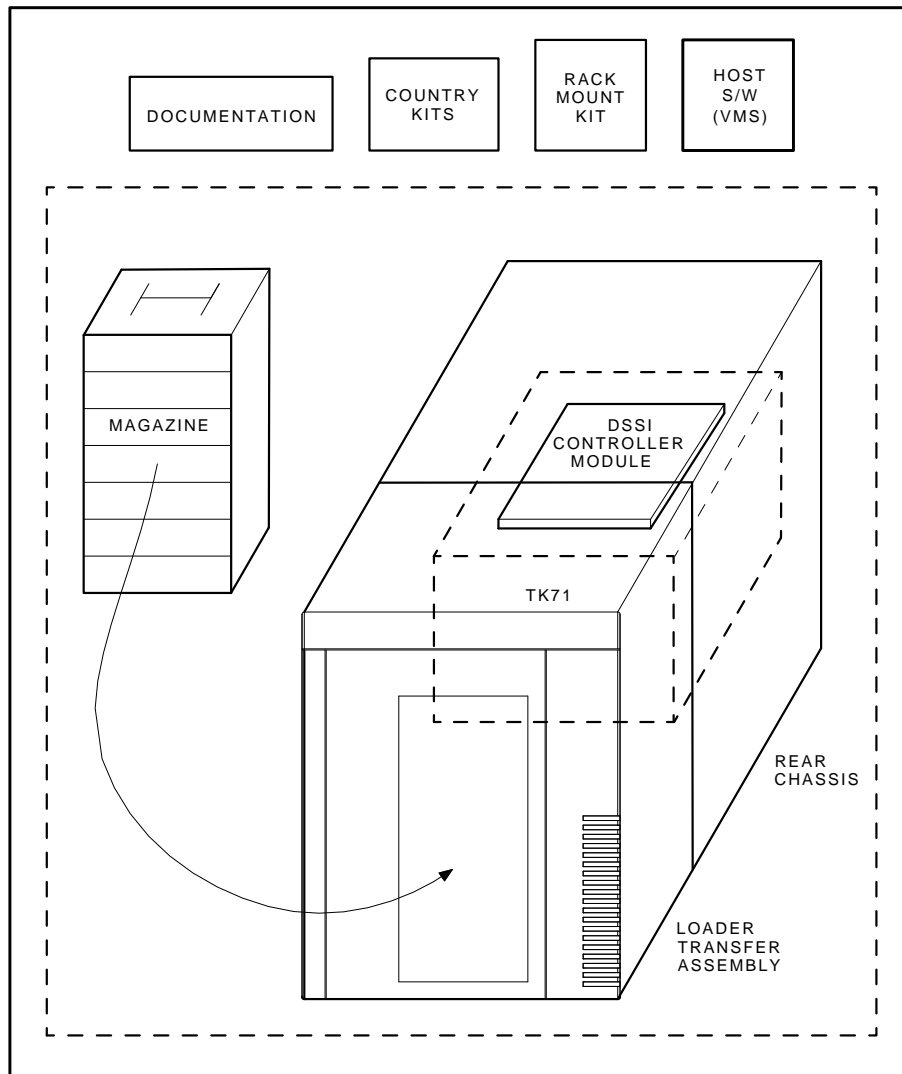 DOCUMENTATION
COUNTRY
KITS
RACK
MOUNT
KIT
HOST
S/W
(VMS)
MAGAZINE
DSSI
CONTROLLER
MODULE
TK71
REAR
CHASSIS
LOADER
TRANSFER
ASSEMBLY